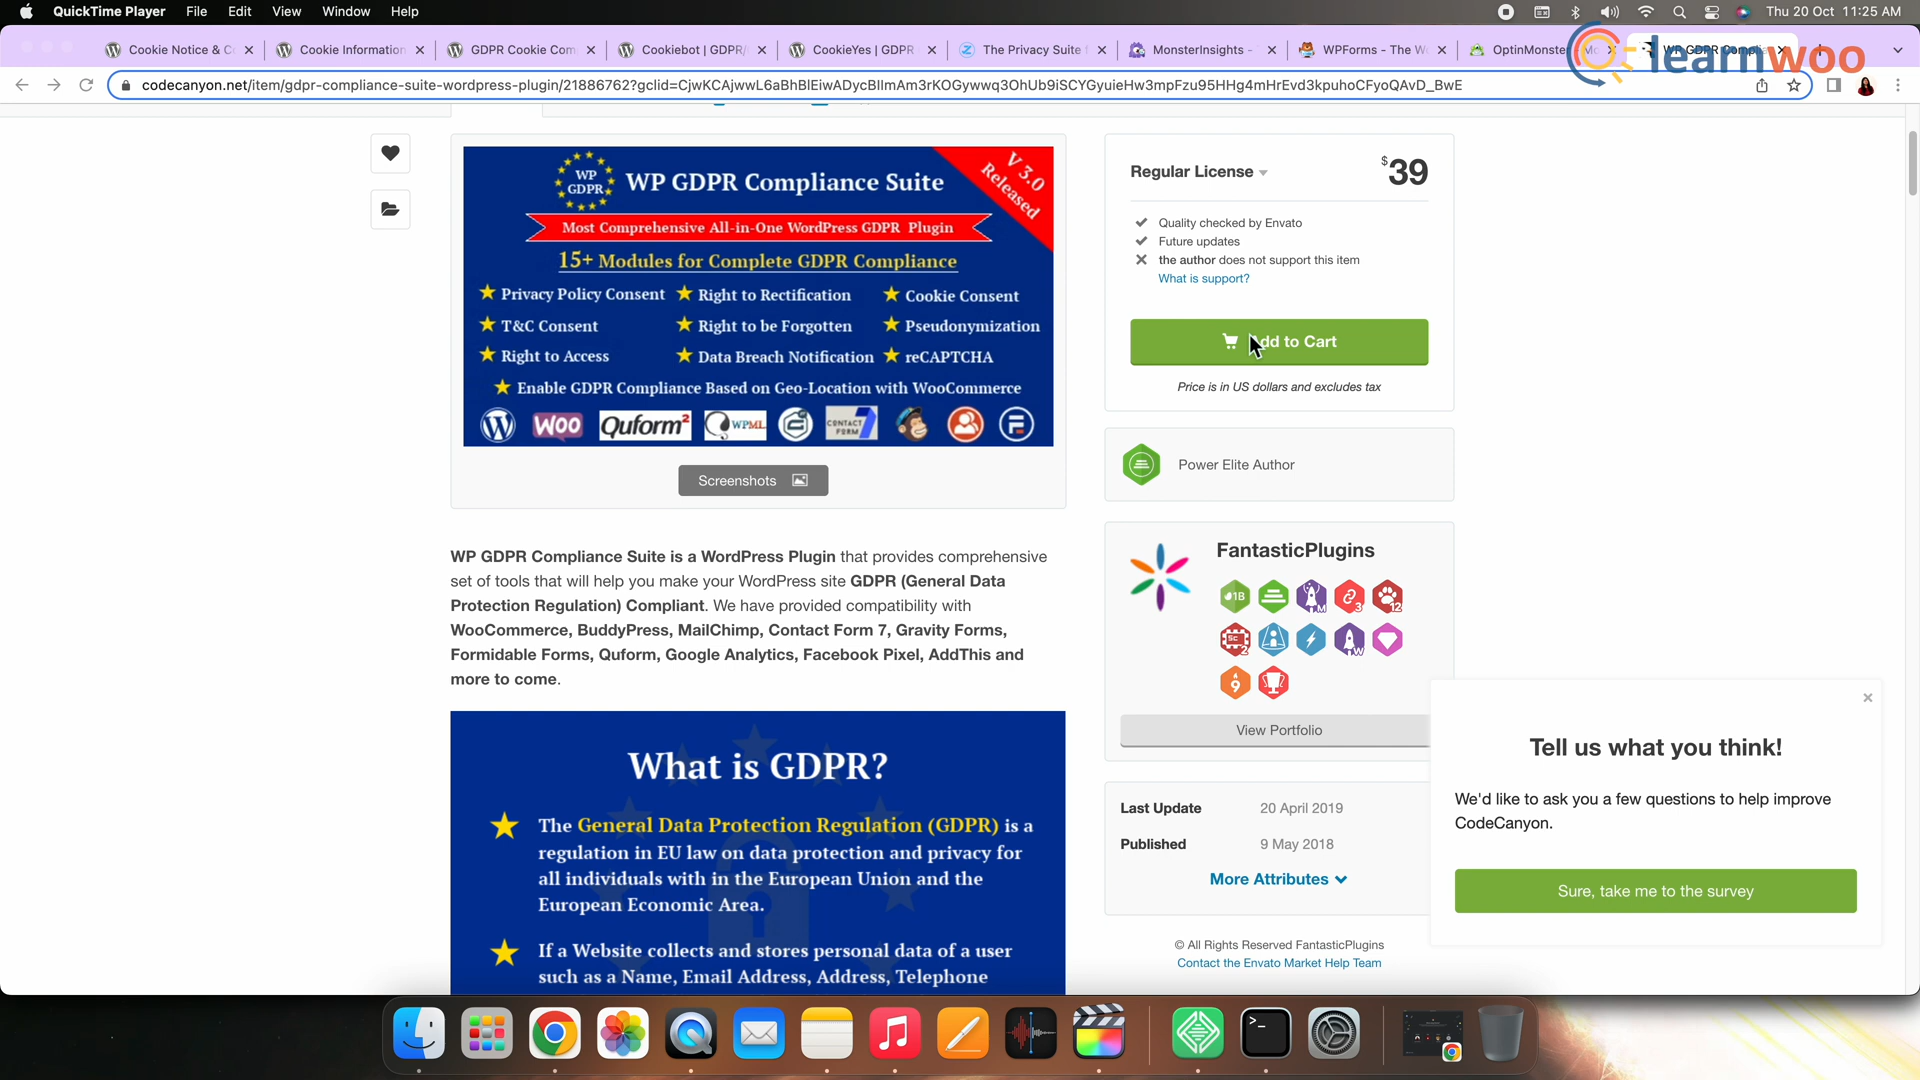 QuickTime Player File Edit View Window Help
Thu 20 Oct 11:25 AM
Cookie Notice & C
Cookie Information
GDPR Cookie Com
Cookiebot | GDPR/
CookieYes | GDPR
The Privacy Suite f
MonsterInsights -
WPForms - The W
OptinMonster
WP GDPR Complia
learnwoo
codecanyon.net/item/gdpr-compliance-suite-wordpress-plugin/21886762?gclid=
WP GDPR
WP GDPR Compliance Suite
V 3.0 Released
Most Comprehensive All-in-One WordPress GDPR Plugin
15+ Modules for Complete GDPR Compliance
Privacy Policy Consent Right to Rectification Cookie Consent
T&C Consent Right to be Forgotten Pseudonymization
Right to Access Data Breach Notification reCAPTCHA
Enable GDPR Compliance Based on Geo-Location with WooCommerce
WOO Quform² WPML CONTACT FORM 7
Screenshots
WP GDPR Compliance Suite is a WordPress Plugin that provides comprehensive
set of tools that will help you make your WordPress site GDPR (General Data
Protection Regulation) Compliant. We have provided compatibility with
WooCommerce, BuddyPress, MailChimp, Contact Form 7, Gravity Forms,
Formidable Forms, Quform, Google Analytics, Facebook Pixel, AddThis and
more to come.
What is GDPR?
The General Data Protection Regulation (GDPR) is a
regulation in EU law on data protection and privacy for
all individuals with in the European Union and the
European Economic Area.
If a Website collects and stores personal data of a user
such as a Name, Email Address, Address, Telephone
Regular License
$39
Quality checked by Envato
Future updates
the author does not support this item
What is support?
Add to Cart
Price is in US dollars and excludes tax
Power Elite Author
FantasticPlugins
View Portfolio
Last Update 20 April 2019
Published 9 May 2018
More Attributes
© All Rights Reserved FantasticPlugins
Contact the Envato Market Help Team
Tell us what you think!
We'd like to ask you a few questions to help improve
CodeCanyon.
Sure, take me to the survey